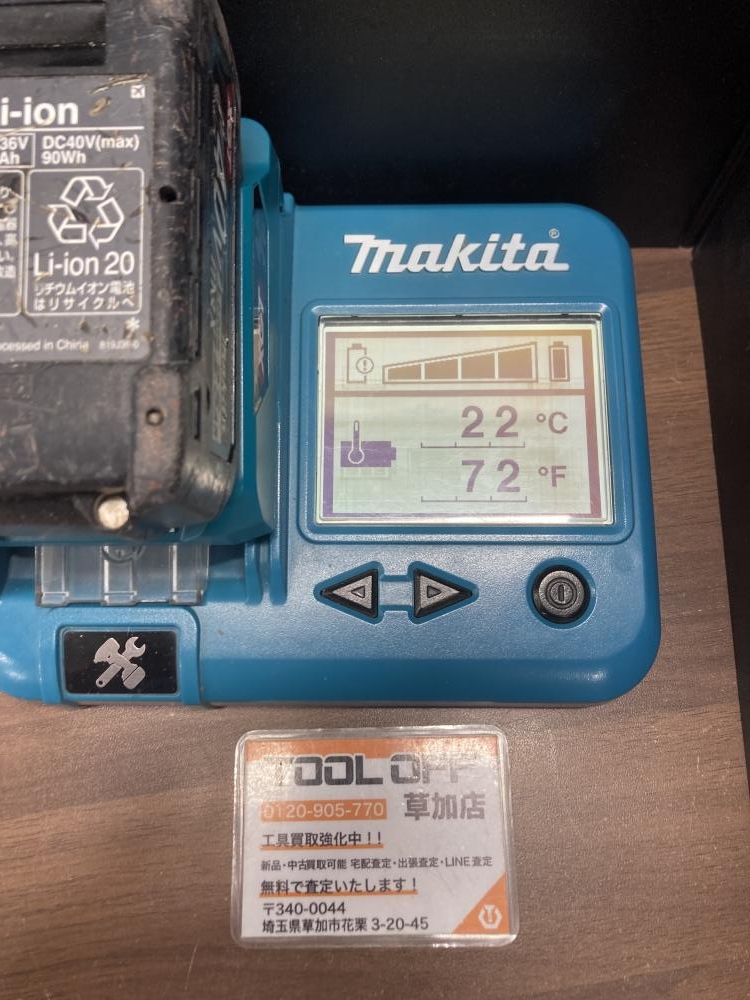 i-ion
36V
Ah
DC40V(max)
90Wh
Li-ion 20
リチウムイオン電池
はリサイクルへ
ocessed in China
makita®
22 °C
72 °F
TOOL OFF
0120-905-770 草加店
工具買取強化中！！
新品・中古買取可能 宅配査定・出張査定・LINE査定
無料で査定いたします！
〒340-0044
埼玉県草加市花栗 3-20-45